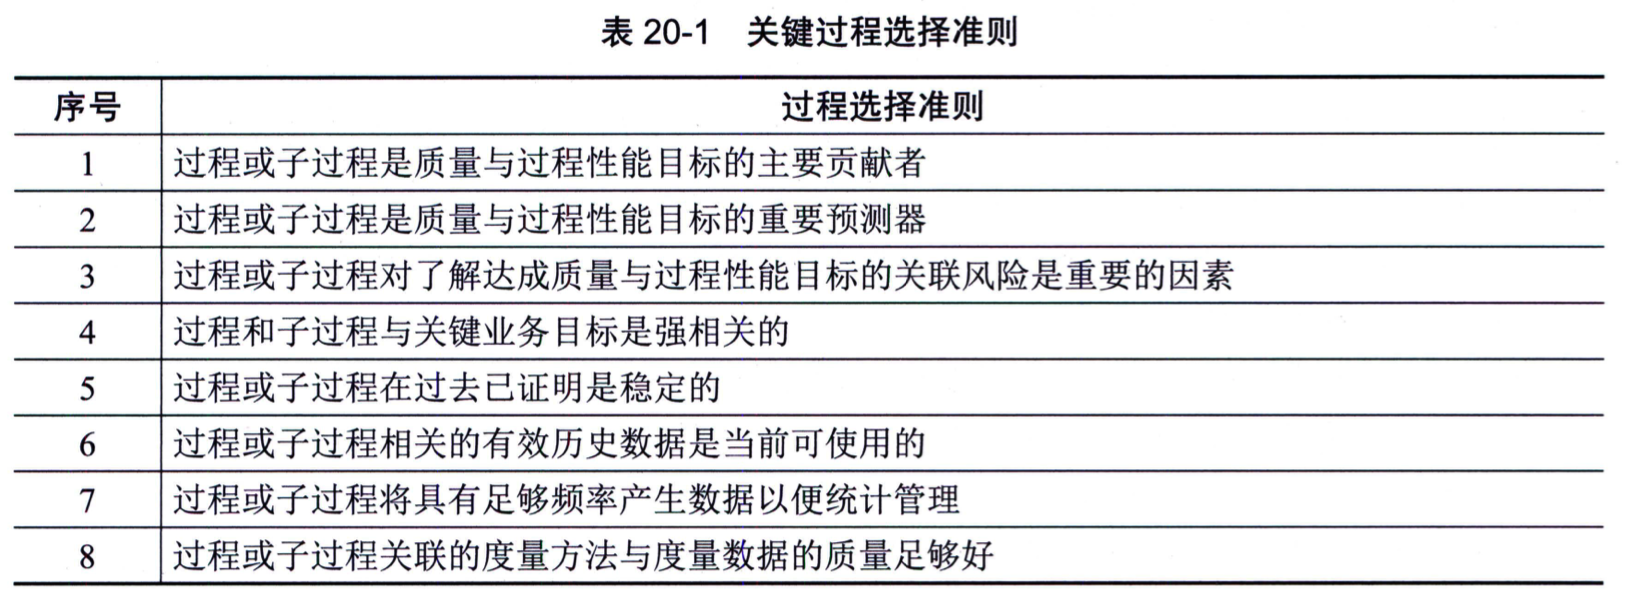 表 20-1 关键过程选择准则
序号 过程选择准则
1 过程或子过程是质量与过程性能目标的主要贡献者
2 过程或子过程是质量与过程性能目标的重要预测器
3 过程或子过程对了解达成质量与过程性能目标的关联风险是重要的因素
4 过程和子过程与关键业务目标是强相关的
5 过程或子过程在过去已证明是稳定的
6 过程或子过程相关的有效历史数据是当前可使用的
7 过程或子过程将具有足够频率产生数据以便统计管理
8 过程或子过程关联的度量方法与度量数据的质量足够好